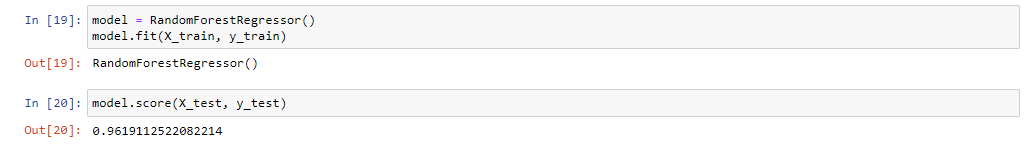 In [19]: model = RandomForestRegressor()
model.fit(X_train, y_train)
Out[19]: RandomForestRegressor()
In [20]: model.score(X_test, y_test)
Out[20]: 0.9619112522082214